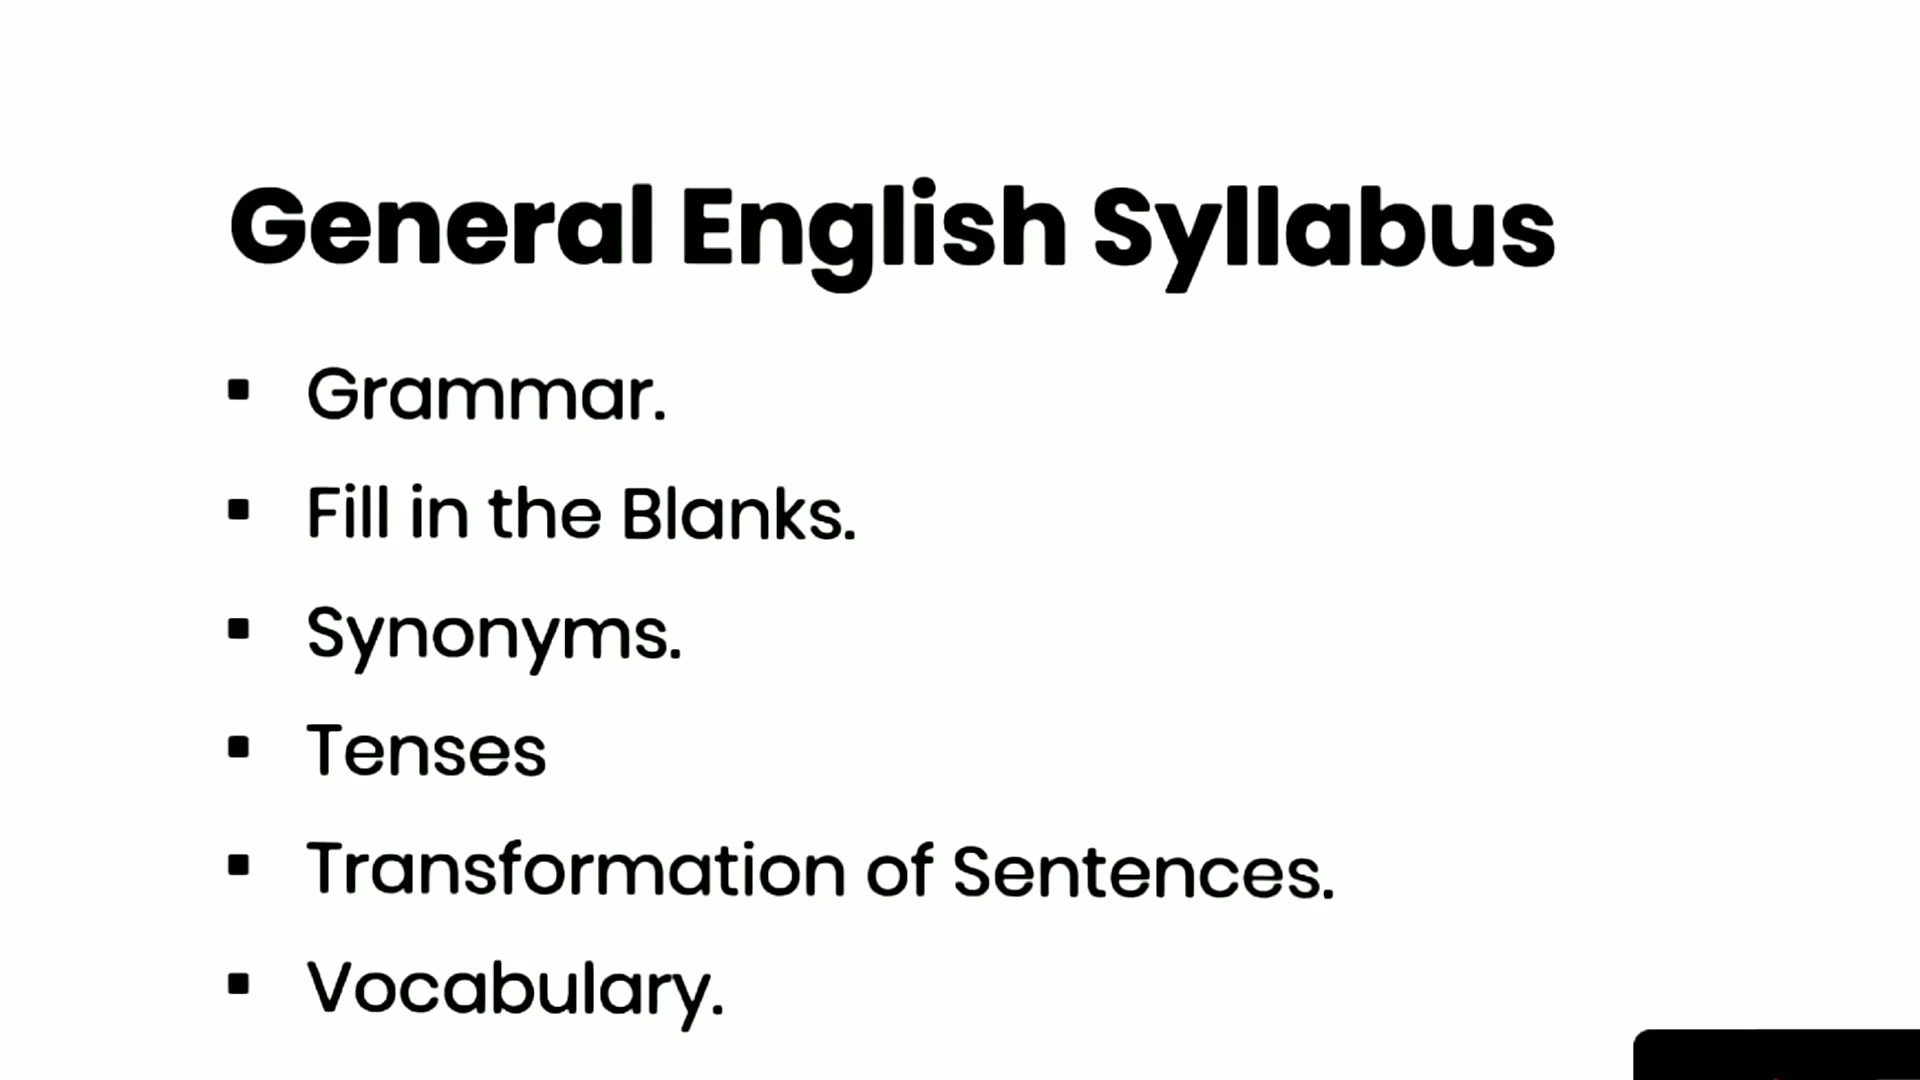 General English Syllabus
▪ Grammar.
▪ Fill in the Blanks.
▪ Synonyms.
▪ Tenses
▪ Transformation of Sentences.
▪ Vocabulary.